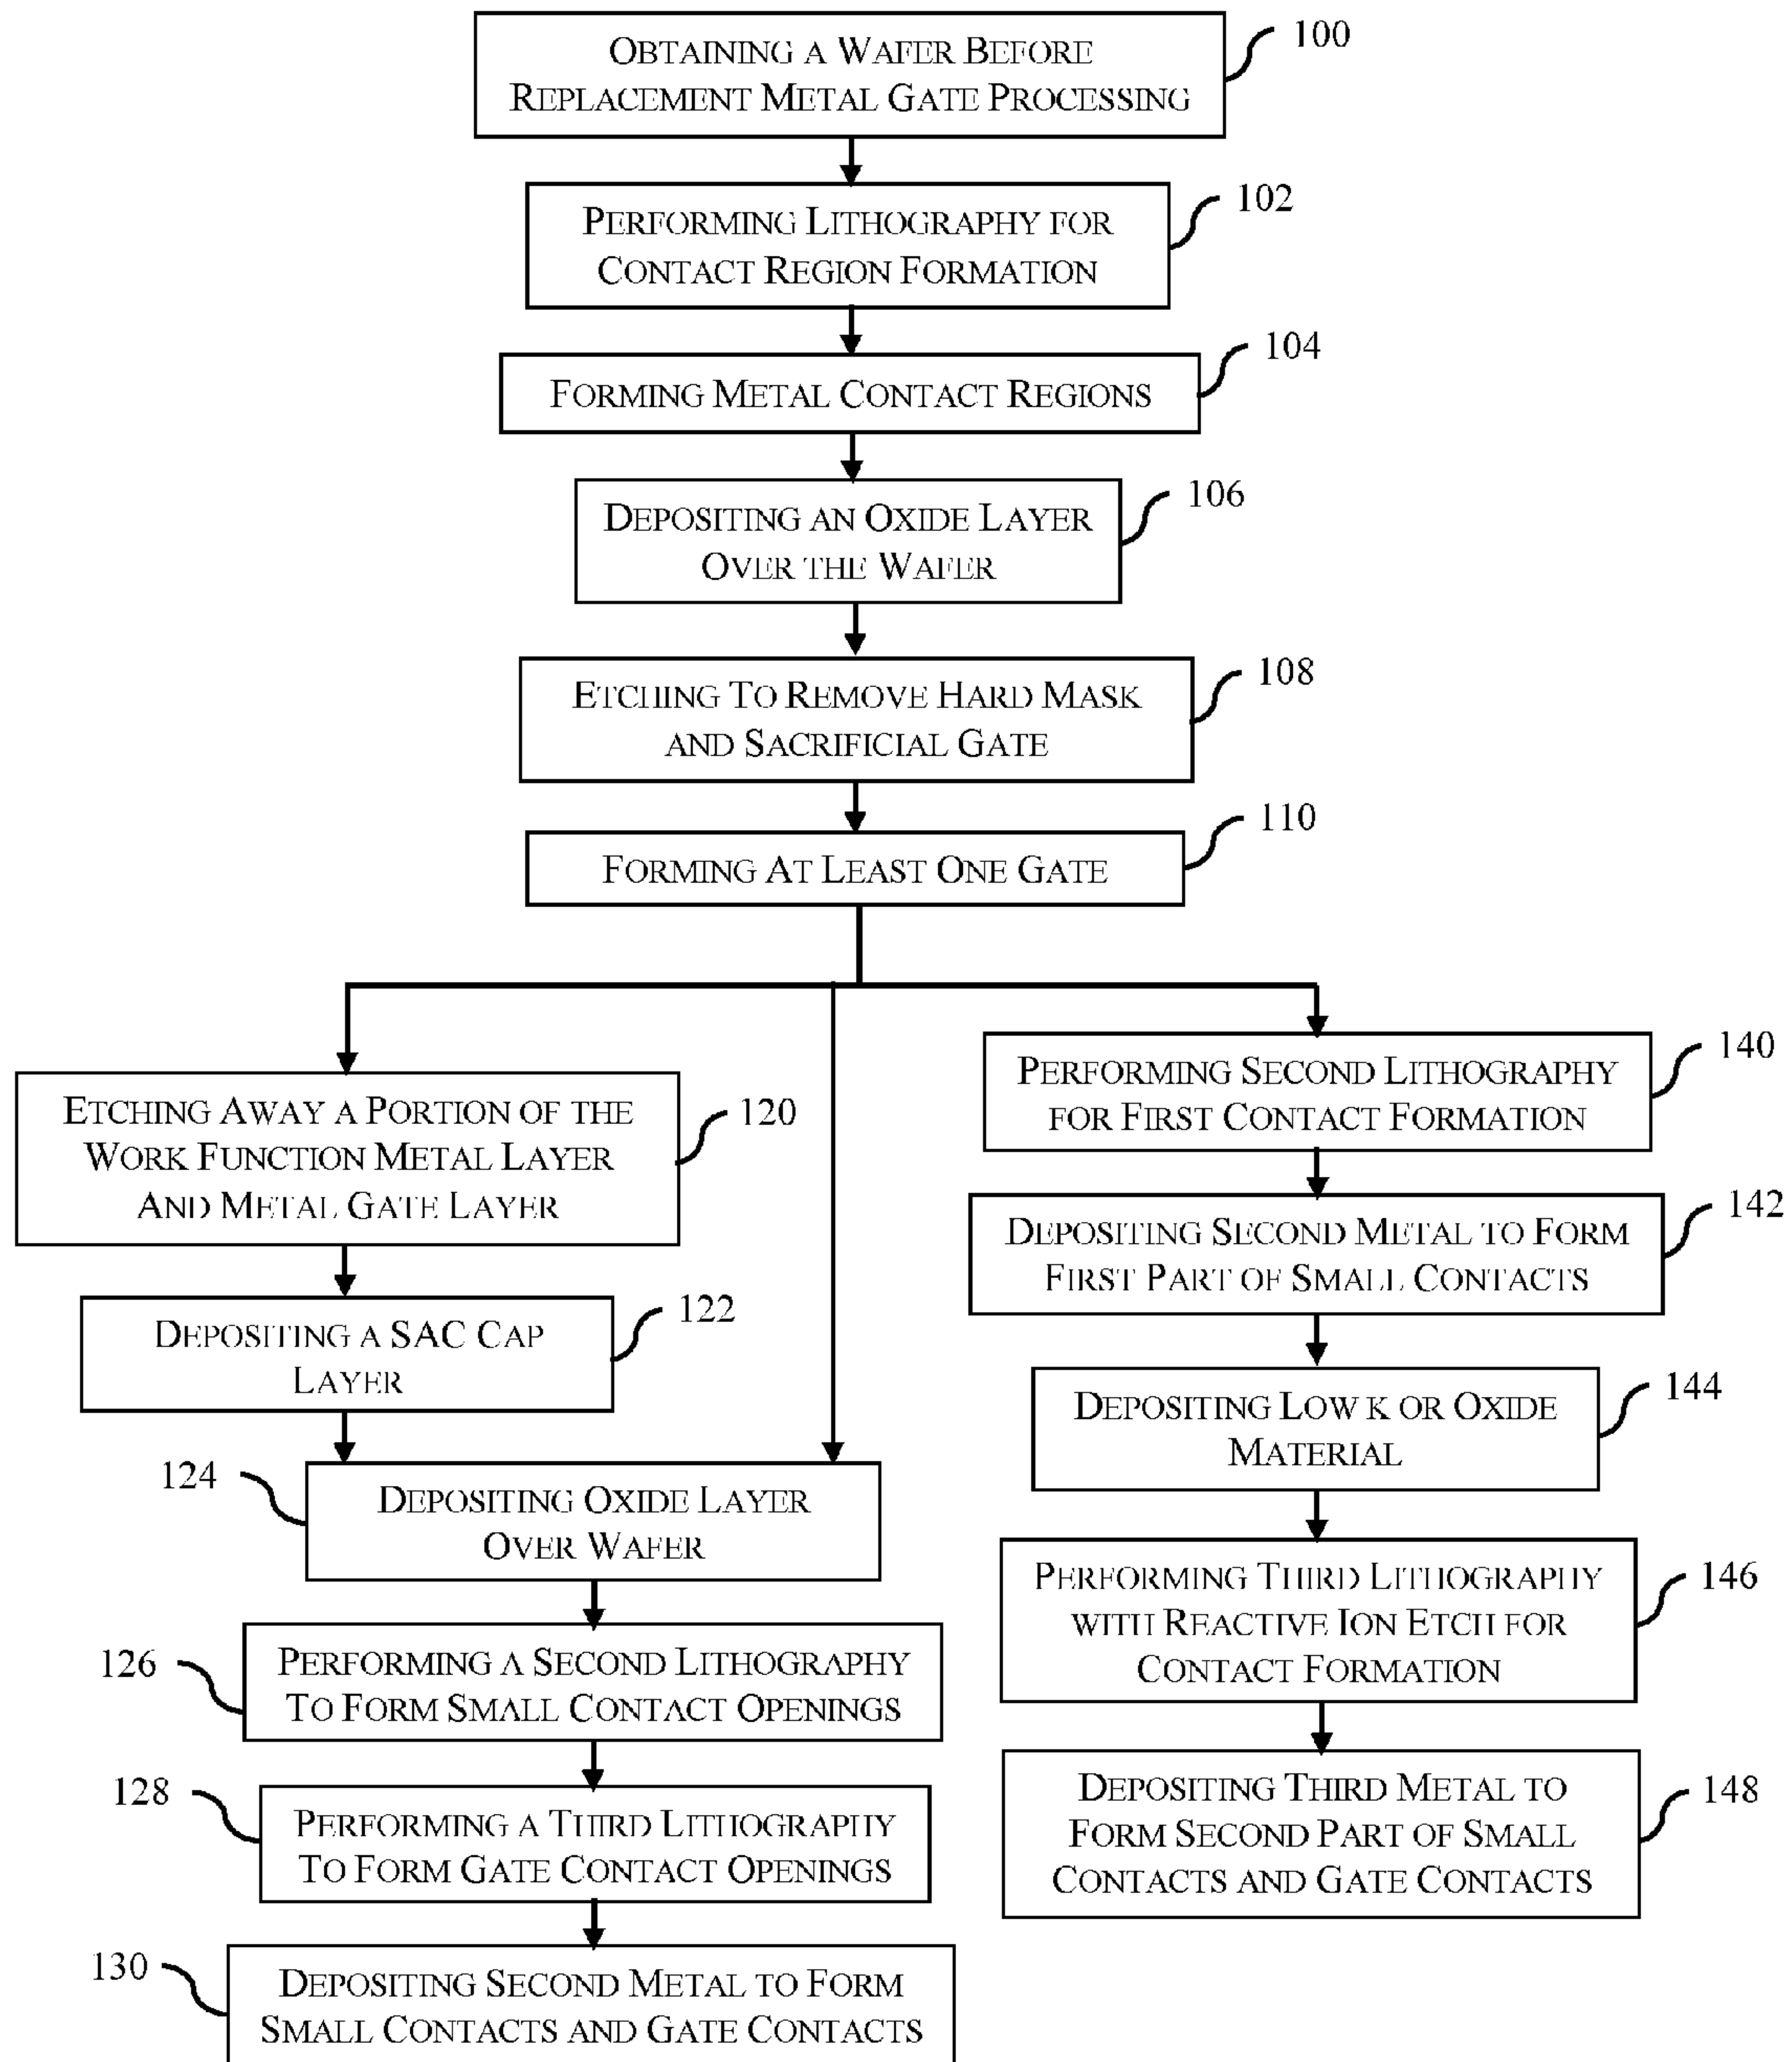 OBTAINING A WAFER BEFORE
REPLACEMENT METAL GATE PROCESSING
100
PERFORMING LITHOGRAPHY FOR
CONTACT REGION FORMATION
102
FORMING METAL CONTACT REGIONS
104
DEPOSITING AN OXIDE LAYER
OVER THE WAFER
106
ETCHING TO REMOVE HARD MASK
AND SACRIFICIAL GATE
108
FORMING AT LEAST ONE GATE
110
ETCHING AWAY A PORTION OF THE
WORK FUNCTION METAL LAYER
AND METAL GATE LAYER
120
DEPOSITING A SAC CAP
LAYER
122
124
DEPOSITING OXIDE LAYER
OVER WAFER
126
PERFORMING A SECOND LITHOGRAPHY
TO FORM SMALL CONTACT OPENINGS
128
PERFORMING A THIRD LITHOGRAPHY
TO FORM GATE CONTACT OPENINGS
130
DEPOSITING SECOND METAL TO FORM
SMALL CONTACTS AND GATE CONTACTS
PERFORMING SECOND LITHOGRAPHY
FOR FIRST CONTACT FORMATION
140
DEPOSITING SECOND METAL TO FORM
FIRST PART OF SMALL CONTACTS
142
DEPOSITING LOW K OR OXIDE
MATERIAL
144
PERFORMING THIRD LITHOGRAPHY
WITH REACTIVE ION ETCH FOR
CONTACT FORMATION
146
DEPOSITING THIRD METAL TO
FORM SECOND PART OF SMALL
CONTACTS AND GATE CONTACTS
148